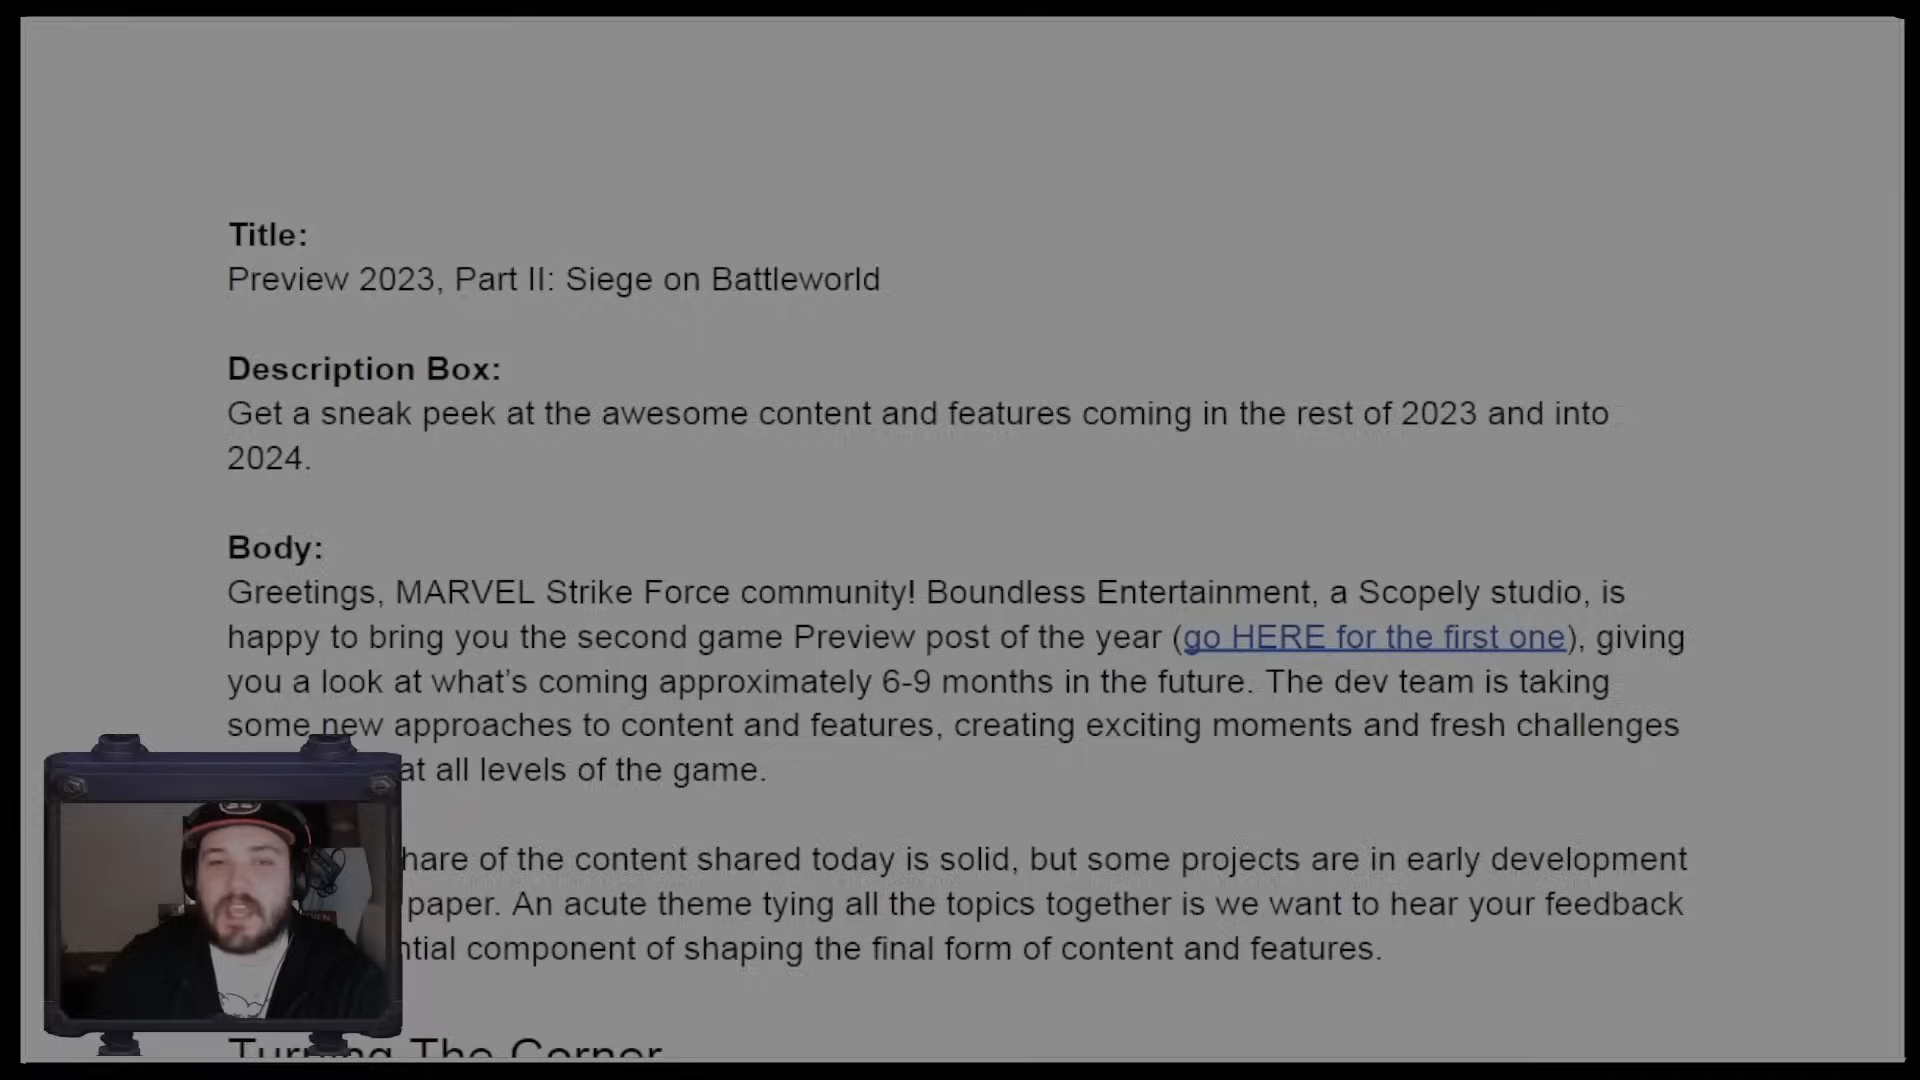 Title:
Preview 2023, Part II: Siege on Battleworld
Description Box:
Get a sneak peek at the awesome content and features coming in the rest of 2023 and into
2024.
Body:
Greetings, MARVEL Strike Force community! Boundless Entertainment, a Scopely studio, is
happy to bring you the second game Preview post of the year (go HERE for the first one), giving
you a look at what’s coming approximately 6-9 months in the future. The dev team is taking
some new approaches to content and features, creating exciting moments and fresh challenges
at all levels of the game.
hare of the content shared today is solid, but some projects are in early development
paper. An acute theme tying all the topics together is we want to hear your feedback
ntial component of shaping the final form of content and features.
Turning The Corner